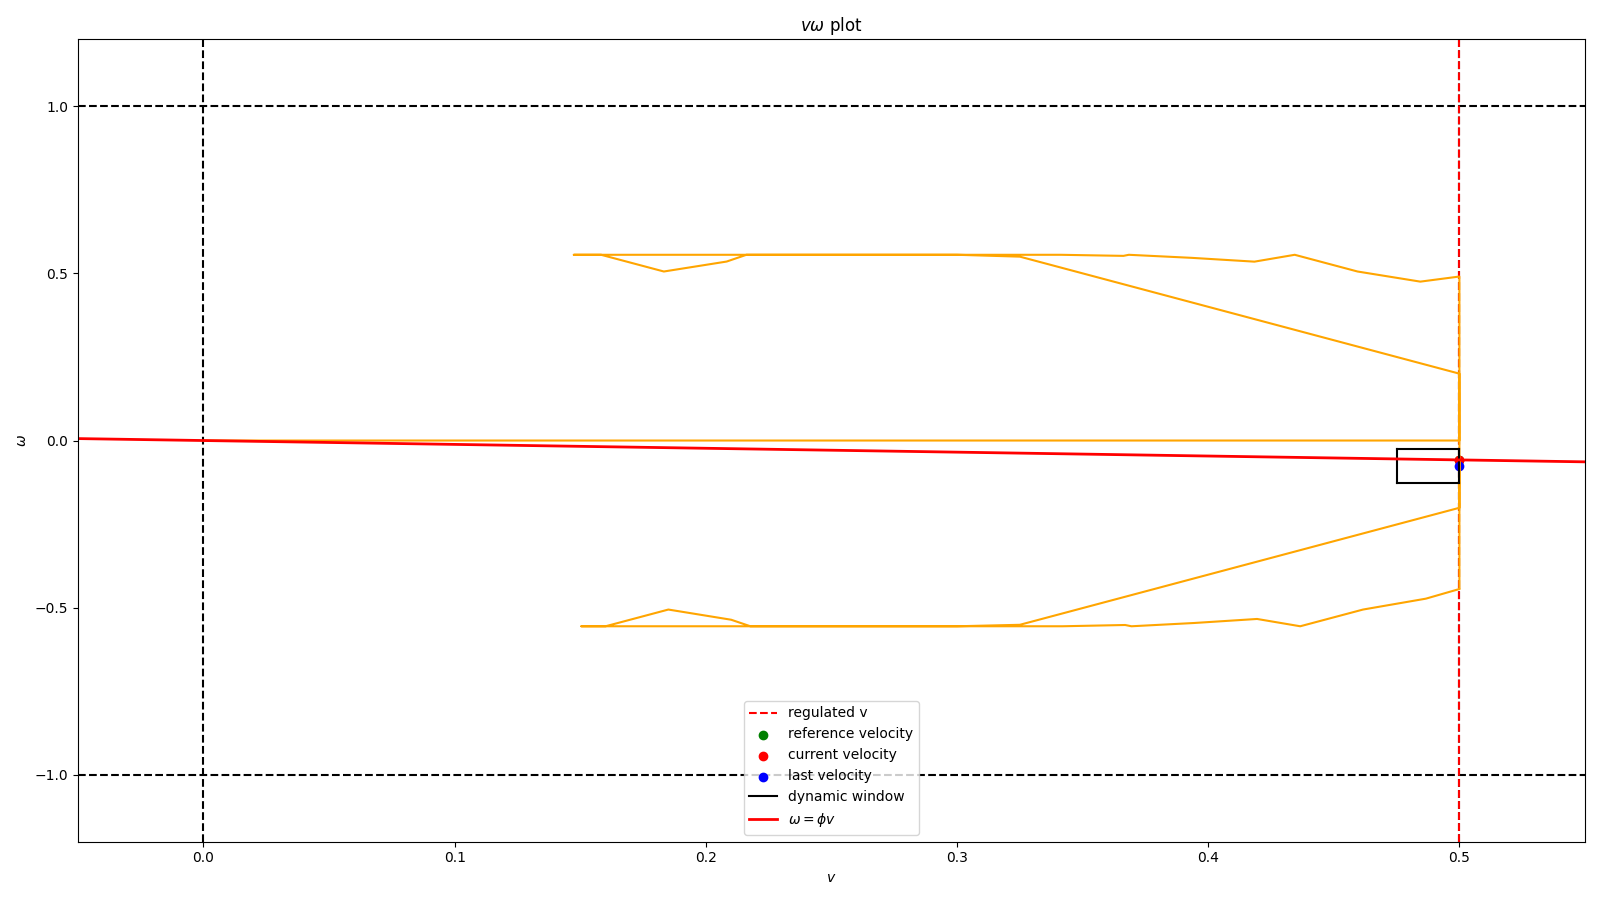 vω plot
1.0
0.5
0.0
−0.5
−1.0
ω
regulated v
reference velocity
current velocity
last velocity
dynamic window
ω = ϕv
0.0 0.1 0.2 0.3 0.4 0.5
v